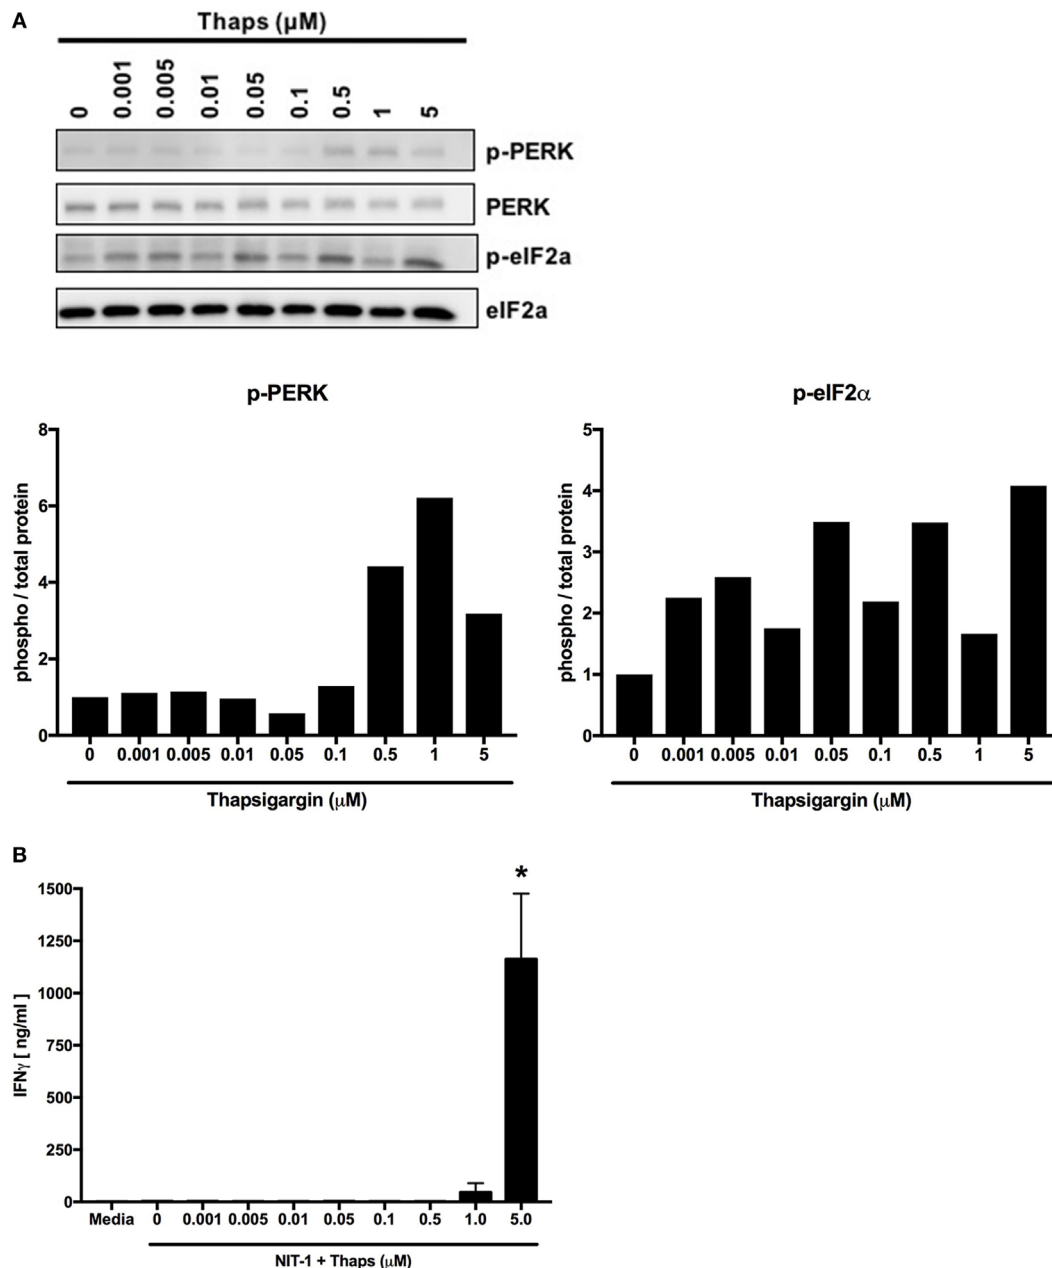 A
Thaps (µM)
0 0.001 0.005 0.01 0.05 0.1 0.5 1 5
p-PERK
PERK
p-eIF2a
eIF2a
p-PERK
phospho / total protein
8
6
4
2
0
0 0.001 0.005 0.01 0.05 0.1 0.5 1 5
Thapsigargin (µM)
p-eIF2α
phospho / total protein
5
4
3
2
1
0
0 0.001 0.005 0.01 0.05 0.1 0.5 1 5
Thapsigargin (µM)
B
*
IFNγ [ ng/ml ]
1500
1250
1000
750
500
250
0
Media 0 0.001 0.005 0.01 0.05 0.1 0.5 1.0 5.0
NIT-1 + Thaps (µM)